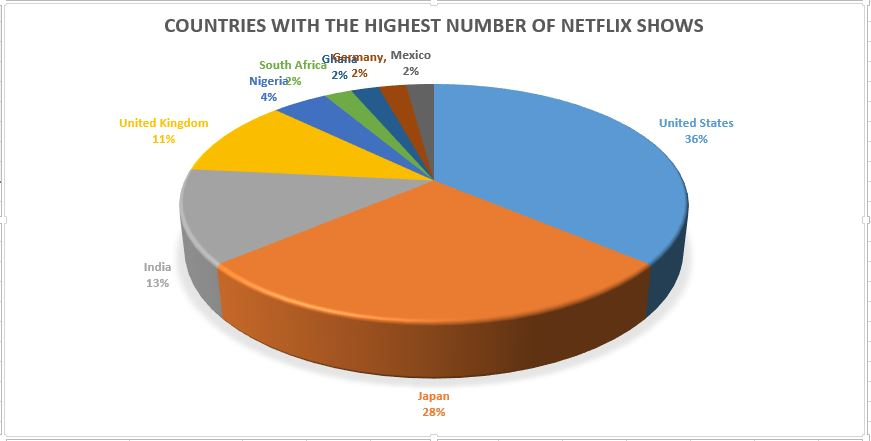 COUNTRIES WITH THE HIGHEST NUMBER OF NETFLIX SHOWS
United States
36%
Japan
28%
India
13%
United Kingdom
11%
Nigeria
4%
South Africa
2%
Ghana
2%
Germany,
2%
Mexico
2%